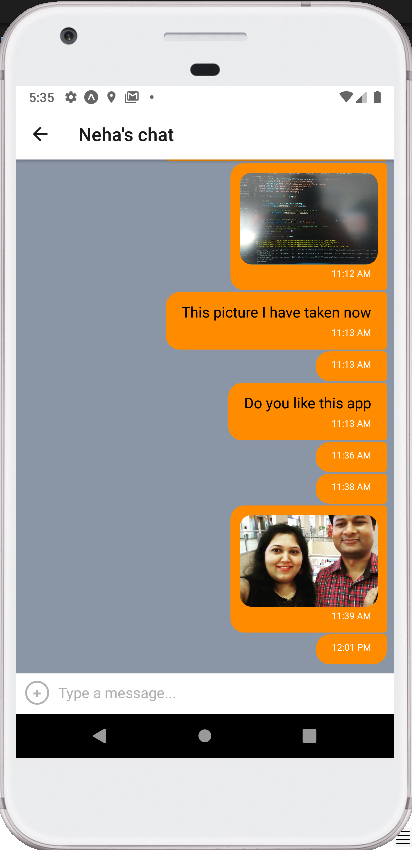 5:35
Neha's chat
11:12 AM
This picture I have taken now
11:13 AM
11:13 AM
Do you like this app
11:13 AM
11:36 AM
11:38 AM
11:39 AM
12:01 PM
Type a message...